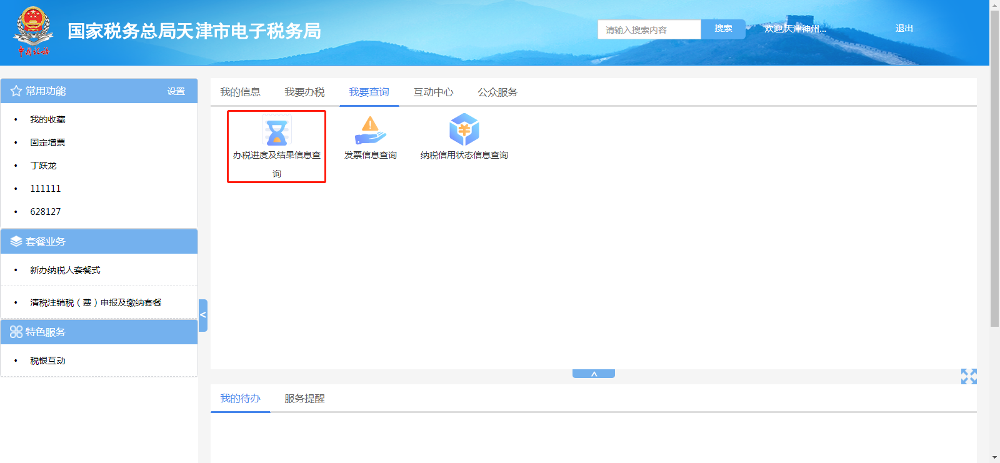 中国税务
国家税务总局天津市电子税务局
请输入搜索内容
搜索
欢迎,天津神州...
退出
常用功能
设置
我的收藏
固定增票
丁跃龙
111111
628127
套餐业务
新办纳税人套餐式
清税注销税（费）申报及缴纳套餐
特色服务
税银互动
我的信息 我要办税 我要查询 互动中心 公众服务
办税进度及结果信息查
询
发票信息查询
纳税信用状态信息查询
我的待办 服务提醒